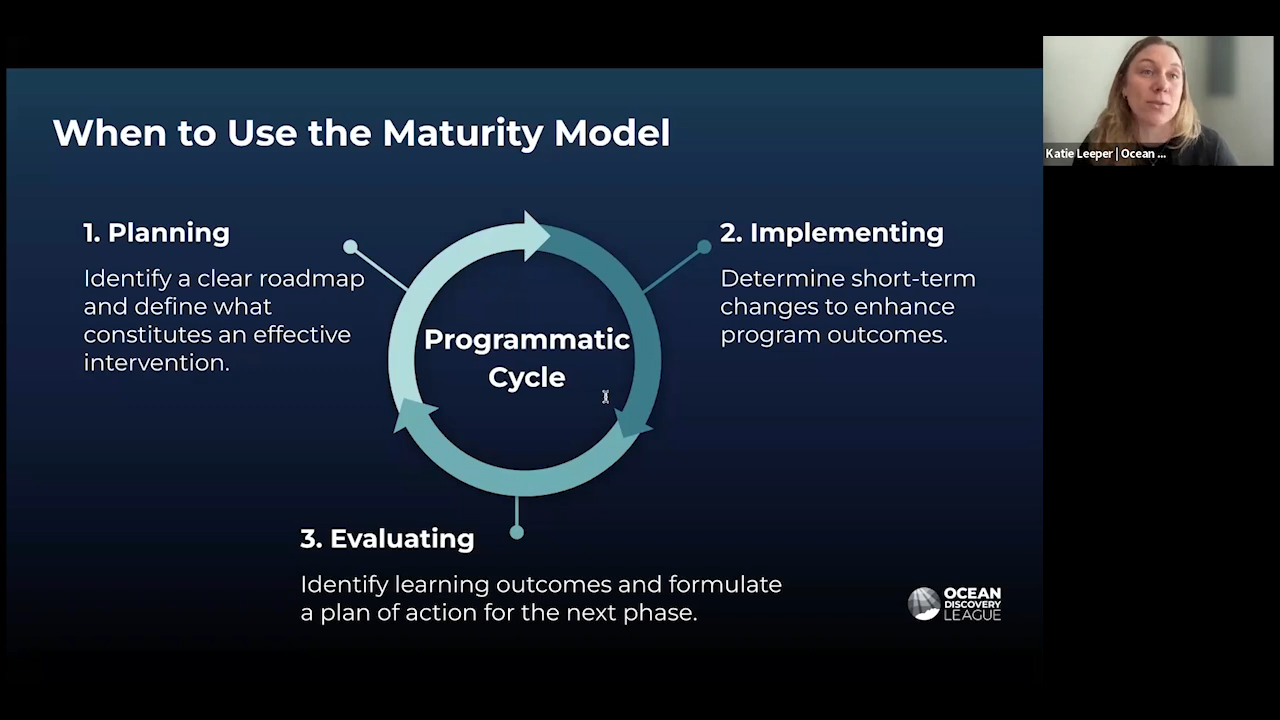 When to Use the Maturity Model
1. Planning
Identify a clear roadmap
and define what
constitutes an effective
intervention.
2. Implementing
Determine short-term
changes to enhance
program outcomes.
Programmatic
Cycle
3. Evaluating
Identify learning outcomes and formulate
a plan of action for the next phase.
OCEAN
DISCOVERY
LEAGUE
Katie Leeper | Ocean ...